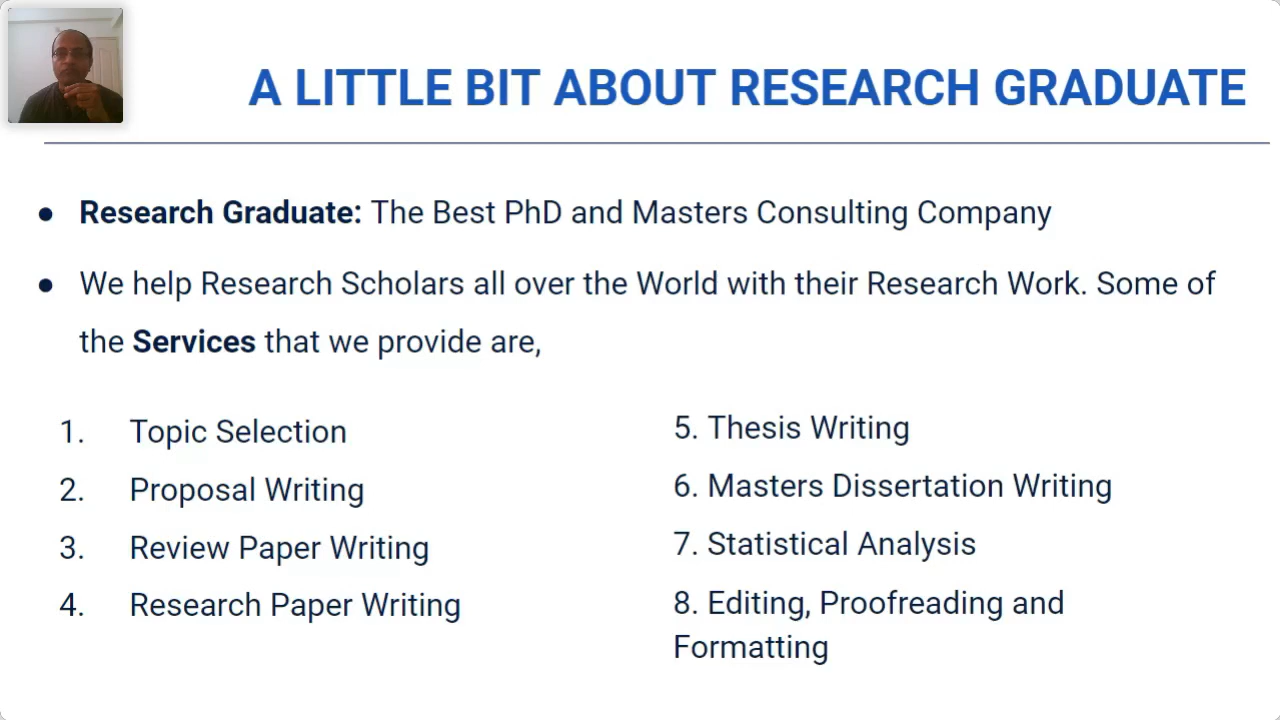 A LITTLE BIT ABOUT RESEARCH GRADUATE
● Research Graduate: The Best PhD and Masters Consulting Company
● We help Research Scholars all over the World with their Research Work. Some of
the Services that we provide are,
1. Topic Selection
2. Proposal Writing
3. Review Paper Writing
4. Research Paper Writing
5. Thesis Writing
6. Masters Dissertation Writing
7. Statistical Analysis
8. Editing, Proofreading and
Formatting